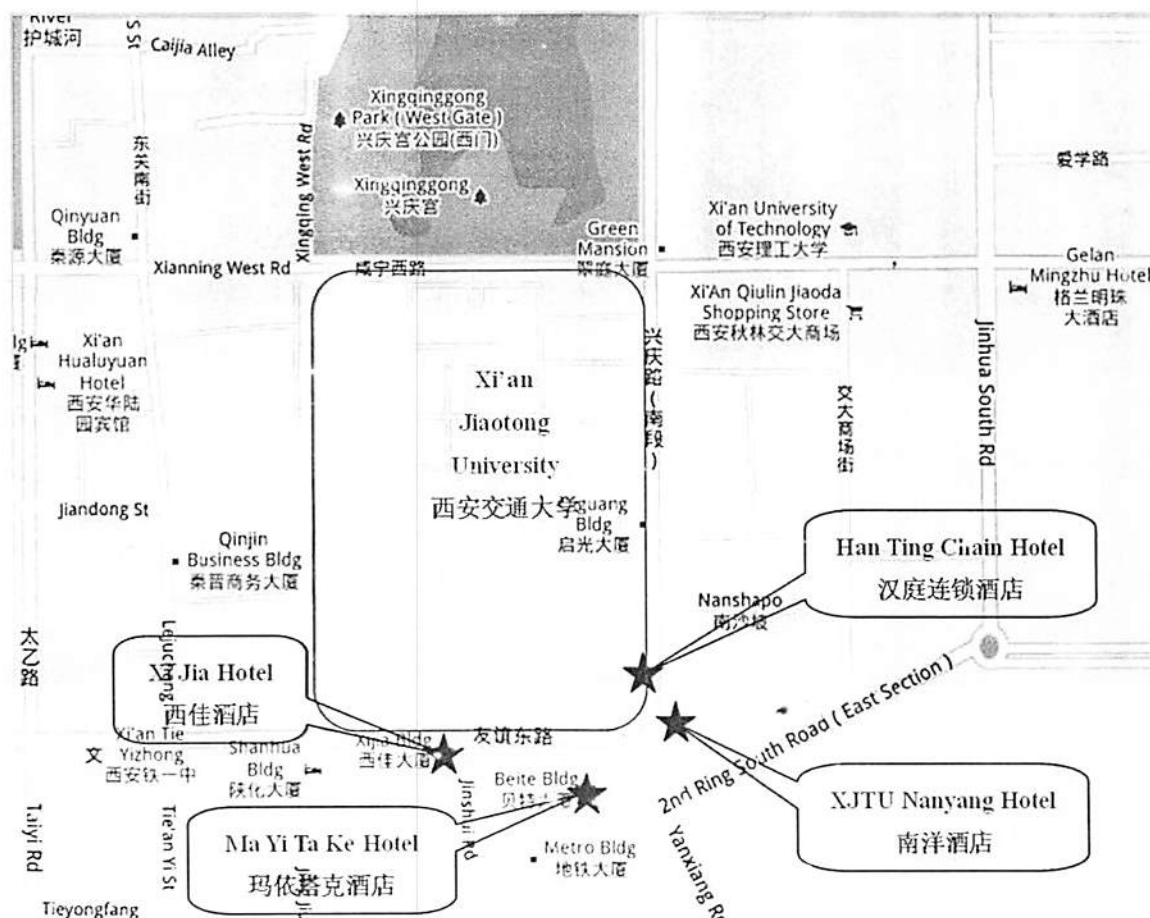 River
护城河
S St
Caijia Alley
东关南街
Xingqing West Rd
Xingqinggong
Park ( West Gate )
兴庆宫公园(西门)
Xingqinggong
兴庆宫
爱学路
Qinyuan
Bldg
秦源大厦
Green
Mansion
翠庭大厦
Xi'an University
of Technology
西安理工大学
Xianning West Rd
咸宁西路
Gelan
Mingzhu Hotel
格兰明珠
大酒店
Xi'An Qiulin Jiaoda
Shopping Store
西安秋林交大商场
lg
Xi'an
Hualuyuan
Hotel
西安华陆
园宾馆
Xi'an
Jiaotong
University
西安交通大学
兴庆路(南段)
交大商场街
Jinhua South Rd
Jiandong St
guang
Bldg
启光大厦
Qinjin
Business Bldg
秦晋商务大厦
Han Ting Chain Hotel
汉庭连锁酒店
Nanshapo
南沙坡
太乙路
Xi Jia Hotel
西佳酒店
2nd Ring South Road ( East Section )
Xi'an Tie
Yizhong
西安铁一中
Shanhua
Bldg
陕化大厦
Xijia Bldg
西佳大厦
友谊东路
Beite Bldg
贝特大厦
Jinshui Rd
XJTU Nanyang Hotel
南洋酒店
Taiyi Rd
Tie'an Yi St
Ma Yi Ta Ke Hotel
玛依塔克酒店
Metro Bldg
地铁大厦
Yanxiang R
Tieyongfang